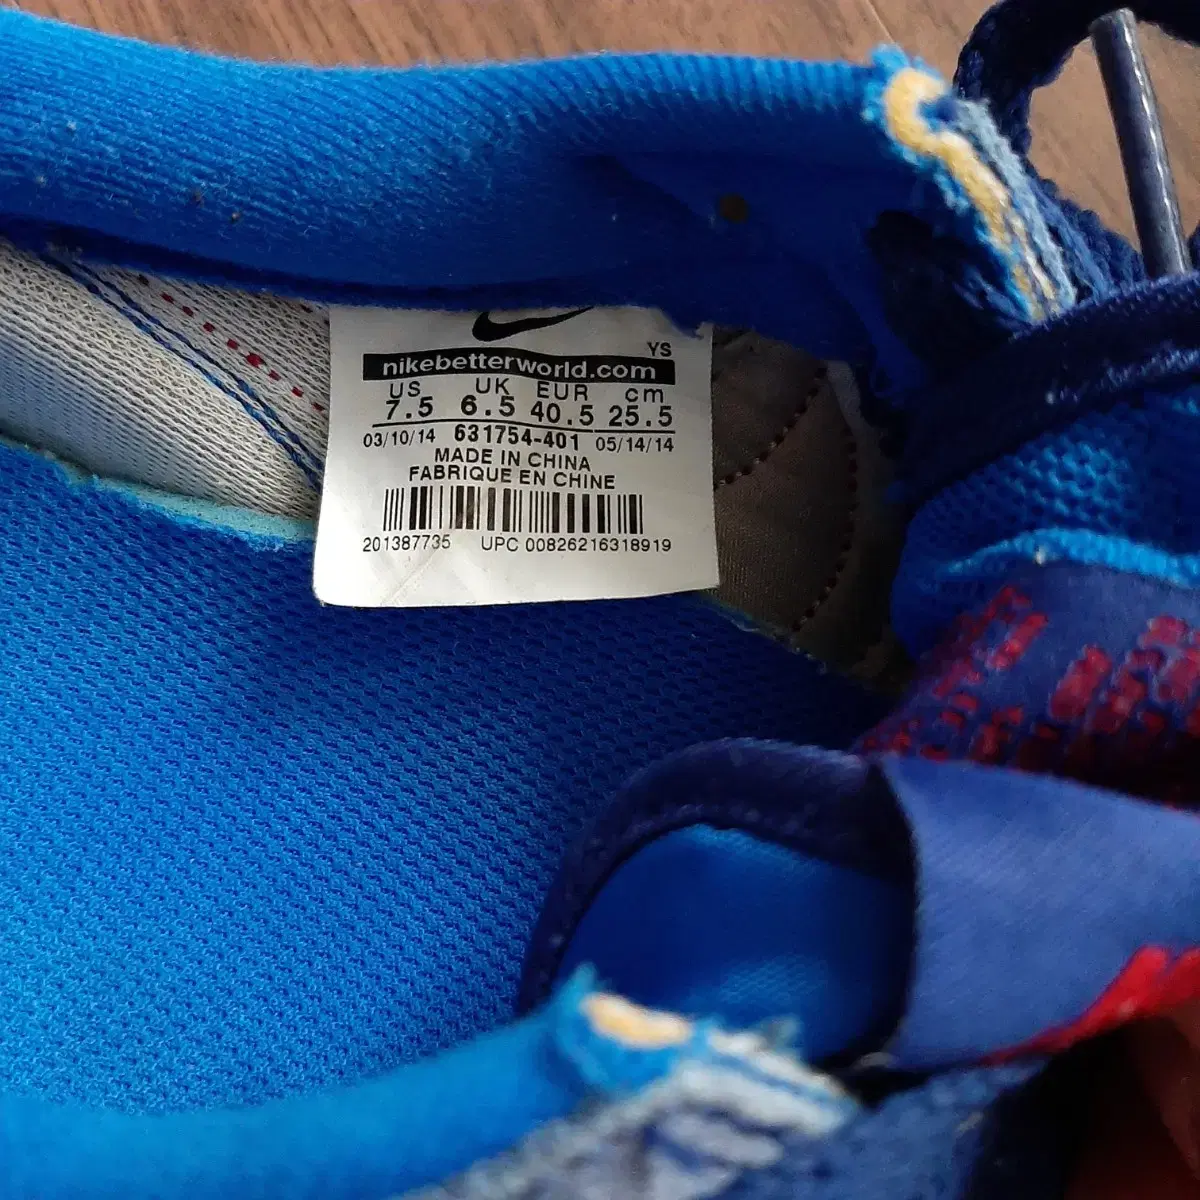 YS
nikebetterworld.com
US UK EUR cm
7.5 6.5 40.5 25.5
03/10/14 631754-401 05/14/14
MADE IN CHINA
FABRIQUE EN CHINE
201387735 UPC 00826216318919